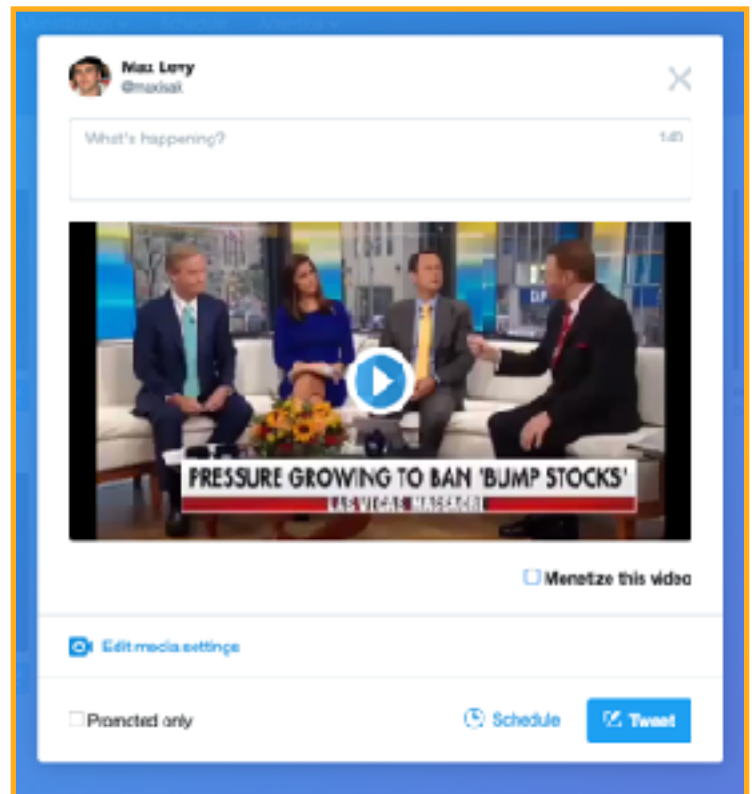 Max Levy
@maxisak
What's happening?
140
PRESSURE GROWING TO BAN 'BUMP STOCKS'
LAS VEGAS MASSACRE
Monetize this video
Edit media settings
Promoted only
Schedule
Tweet